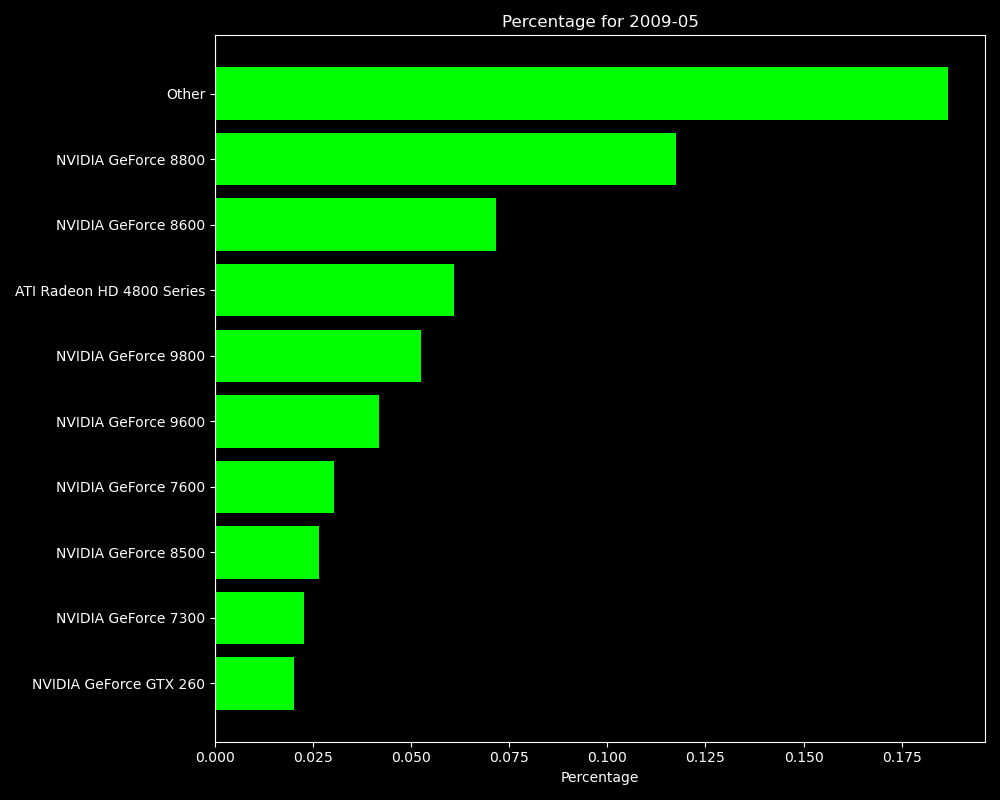 Percentage for 2009-05
Other
NVIDIA GeForce 8800
NVIDIA GeForce 8600
ATI Radeon HD 4800 Series
NVIDIA GeForce 9800
NVIDIA GeForce 9600
NVIDIA GeForce 7600
NVIDIA GeForce 8500
NVIDIA GeForce 7300
NVIDIA GeForce GTX 260
0.000 0.025 0.050 0.075 0.100 0.125 0.150 0.175
Percentage